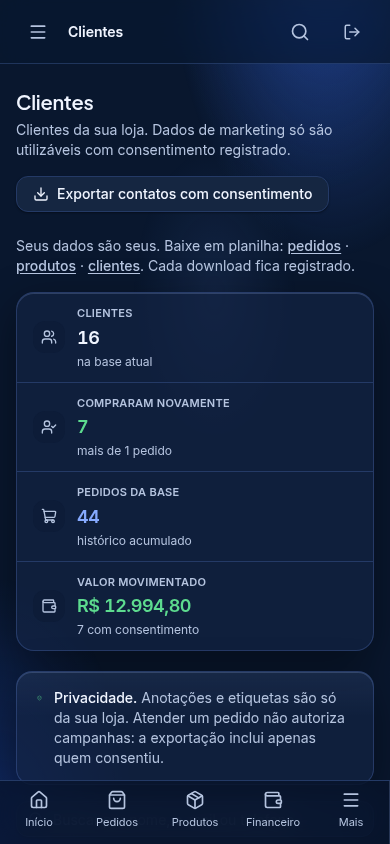 Clientes
Clientes
Clientes da sua loja. Dados de marketing só são
utilizáveis com consentimento registrado.
Exportar contatos com consentimento
Seus dados são seus. Baixe em planilha: pedidos ·
produtos · clientes. Cada download fica registrado.
CLIENTES
16
na base atual
COMPRARAM NOVAMENTE
7
mais de 1 pedido
PEDIDOS DA BASE
44
histórico acumulado
VALOR MOVIMENTADO
R$ 12.994,80
7 com consentimento
Privacidade. Anotações e etiquetas são só
da sua loja. Atender um pedido não autoriza
campanhas: a exportação inclui apenas
quem consentiu.
Início Pedidos Produtos Financeiro Mais